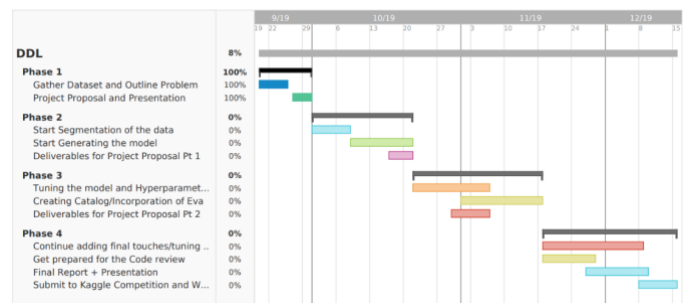 9/19 10/19 11/19 12/19
19 22 29 8 13 20 27 3 10 17 24 1 8 15
DDL 8%
Phase 1 100%
Gather Dataset and Outline Problem 100%
Project Proposal and Presentation 100%
Phase 2 0%
Start Segmentation of the data 0%
Start Generating the model 0%
Deliverables for Project Proposal Pt 1 0%
Phase 3 0%
Tuning the model and Hyperparamet... 0%
Creating Catalog/Incorporation of Eva 0%
Deliverables for Project Proposal Pt 2 0%
Phase 4 0%
Continue adding final touches/tuning .. 0%
Get prepared for the Code review 0%
Final Report + Presentation 0%
Submit to Kaggle Competition and W... 0%